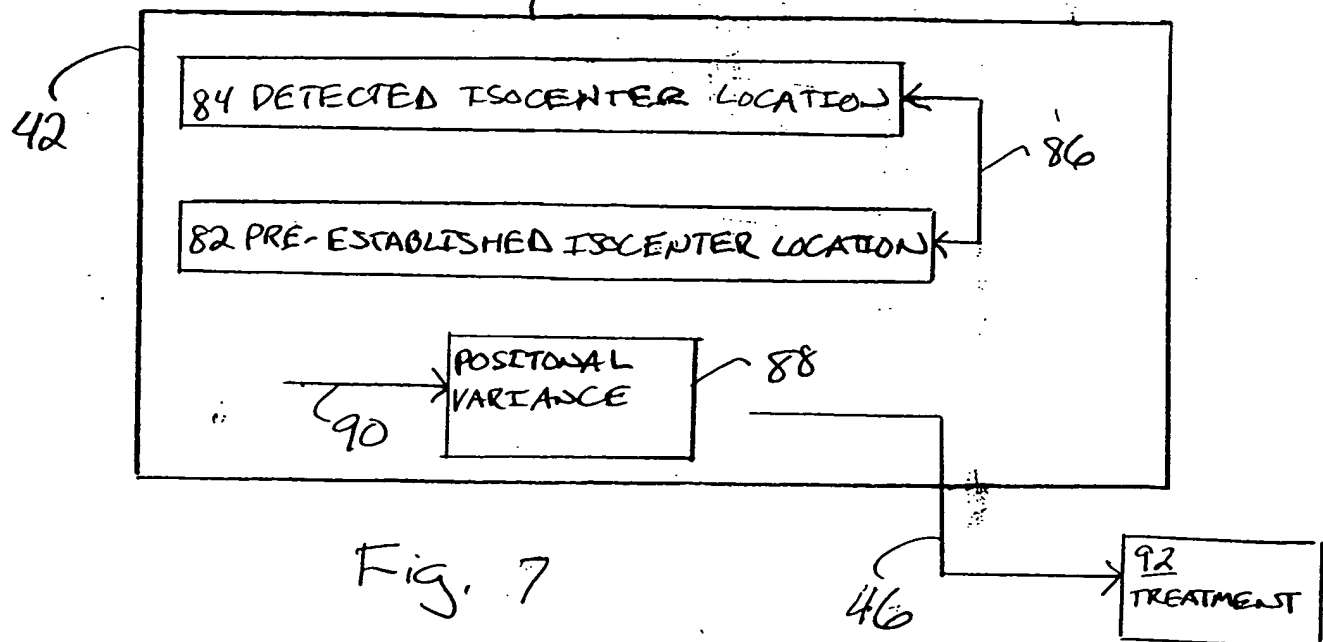 84 DETECTED ISOCENTER LOCATION
42
86
82 PRE-ESTABLISHED ISOCENTER LOCATION
POSITONAL
VARIANCE
88
90
Fig. 7
46
92
TREATMENT